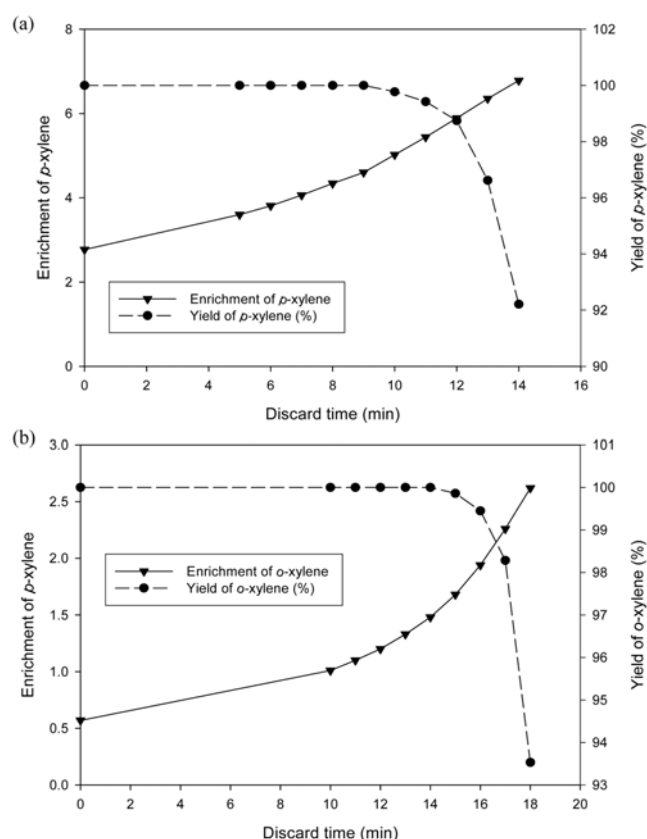 (a)
8
6
4
2
0
Enrichment of p-xylene
102
100
98
96
94
92
90
Yield of p-xylene (%)
Enrichment of p-xylene
Yield of p-xylene (%)
0 2 4 6 8 10 12 14 16
Discard time (min)
(b)
3.0
2.5
2.0
1.5
1.0
0.5
0.0
Enrichment of p-xylene
101
100
99
98
97
96
95
94
93
Yield of o-xylene (%)
Enrichment of o-xylene
Yield of o-xylene (%)
0 2 4 6 8 10 12 14 16 18 20
Discard time (min)